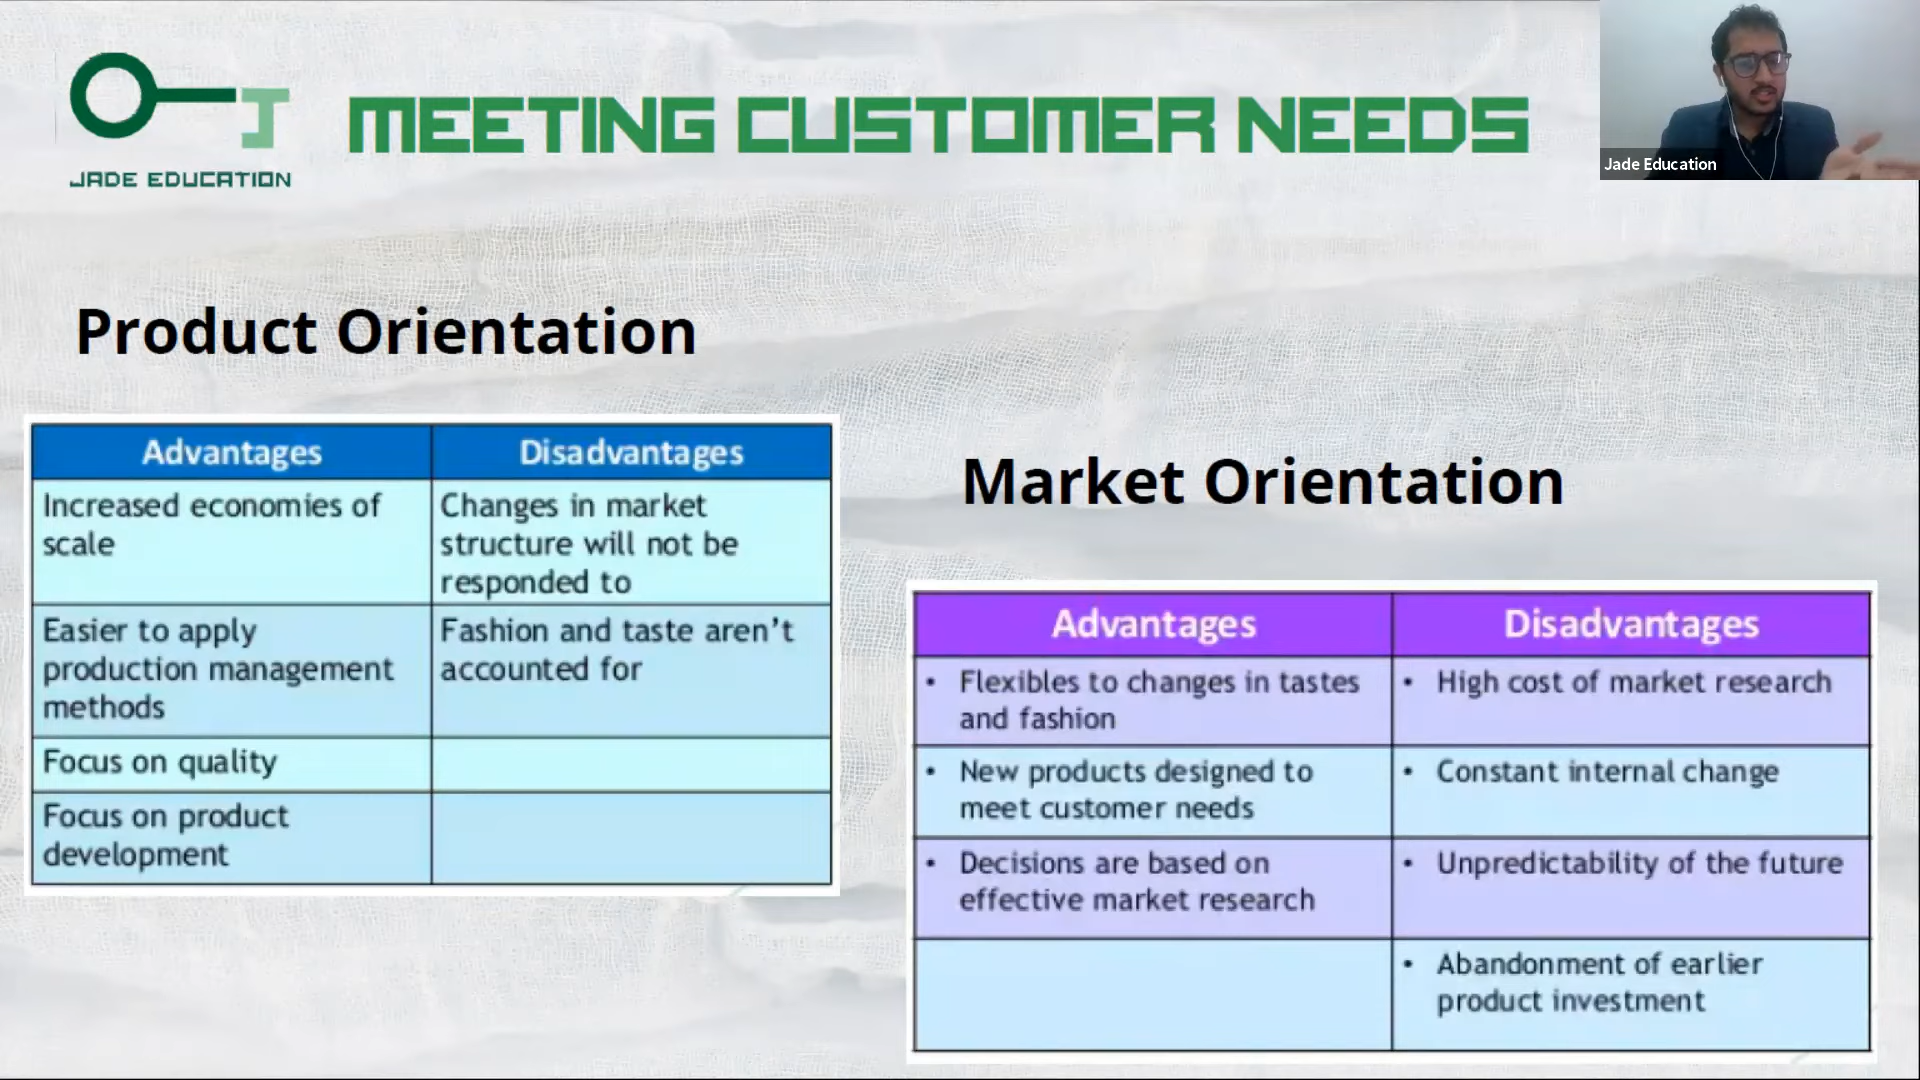 J
JADE EDUCATION
MEETING CUSTOMER NEEDS
Jade Education
Product Orientation
Advantages
Disadvantages
Increased economies of
scale
Changes in market
structure will not be
responded to
Easier to apply
production management
methods
Fashion and taste aren't
accounted for
Focus on quality
Focus on product
development
Market Orientation
Advantages
Disadvantages
• Flexibles to changes in tastes
and fashion
• High cost of market research
• New products designed to
meet customer needs
• Constant internal change
• Decisions are based on
effective market research
• Unpredictability of the future
• Abandonment of earlier
product investment